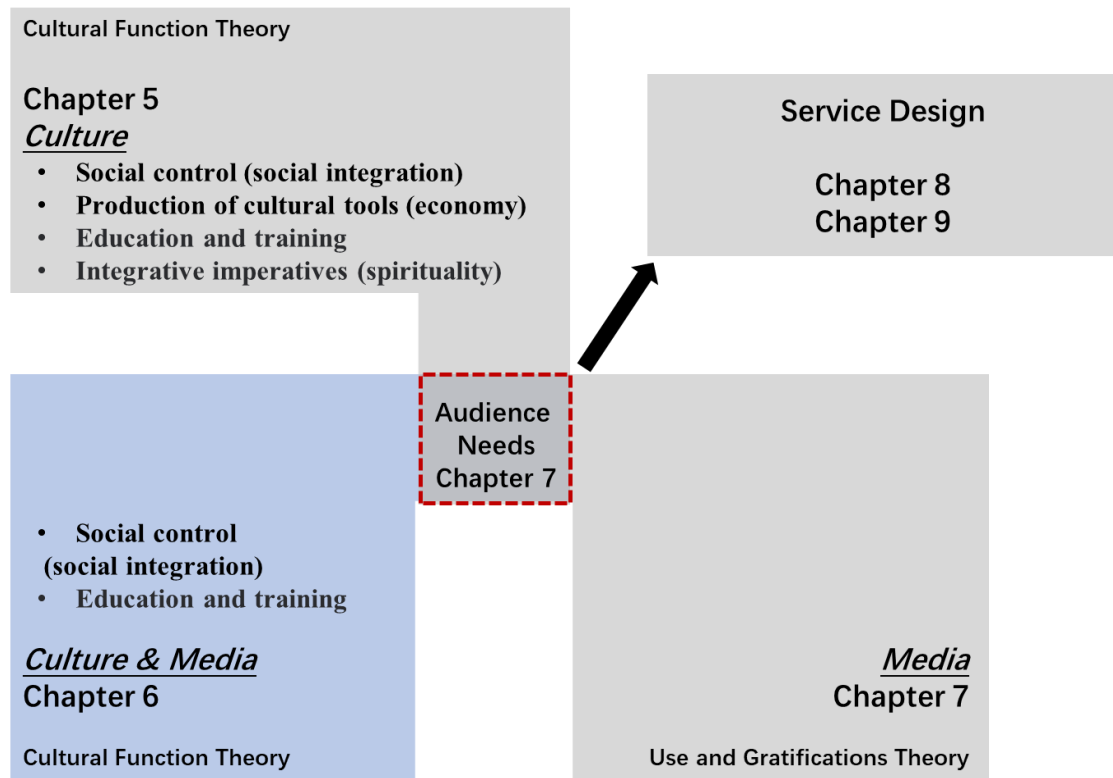 Cultural Function Theory
Chapter 5
Culture
• Social control (social integration)
• Production of cultural tools (economy)
• Education and training
• Integrative imperatives (spirituality)
Service Design
Chapter 8
Chapter 9
Audience
Needs
Chapter 7
• Social control
(social integration)
• Education and training
Culture & Media
Chapter 6
Cultural Function Theory
Media
Chapter 7
Use and Gratifications Theory